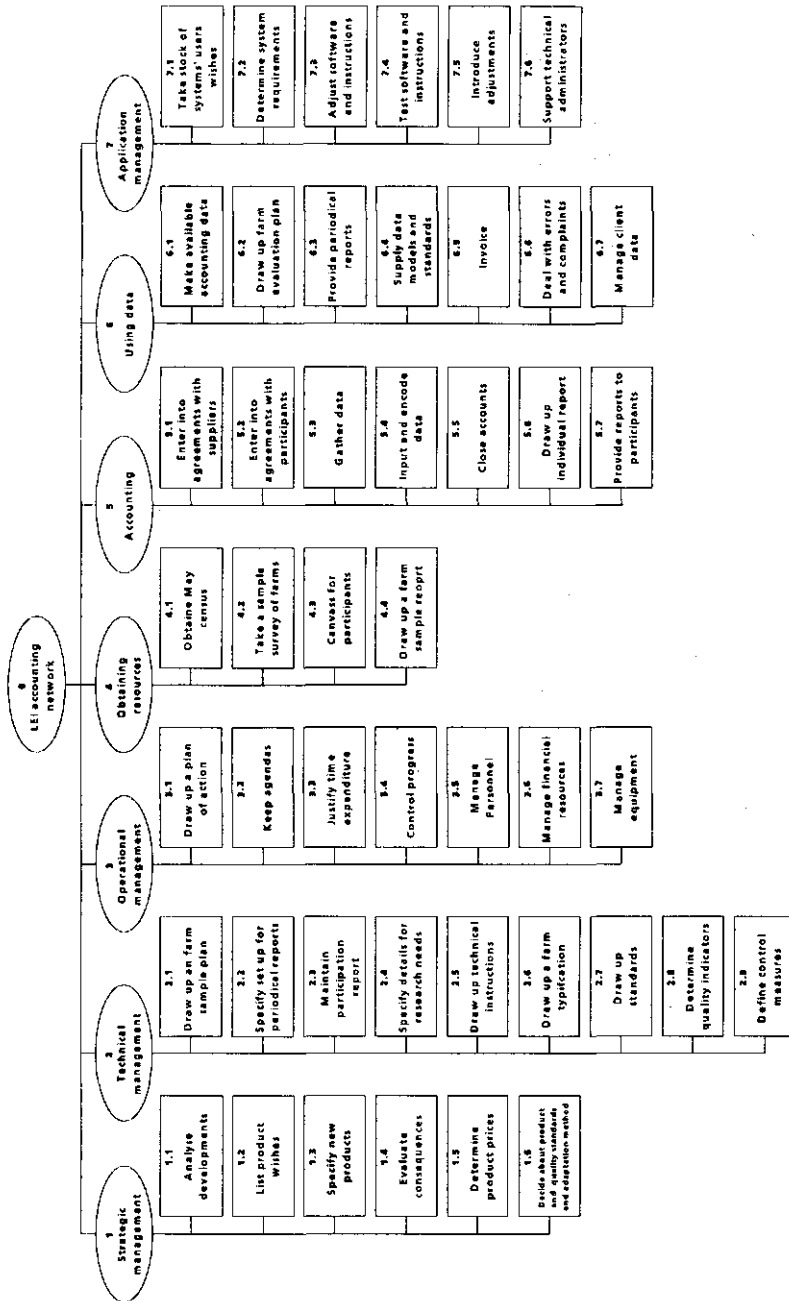 0
LEI accounting
network
1
Strategic
management
1.1
Analyse
developments
1.2
List product
wishes
1.3
Specify new
products
1.4
Evaluate
consequences
1.5
Determine
product prices
1.6
Decide about product
and quality standards
and adaptation method
2
Technical
management
2.1
Draw up an farm
sample plan
2.2
Specify set up for
periodical reports
2.3
Maintain
participation
report
2.4
Specify details for
research needs
2.5
Draw up technical
instructions
2.6
Draw up a farm
typification
2.7
Draw up
standards
2.8
Determine
quality indicators
2.9
Define control
measures
3
Operational
management
3.1
Draw up a plan
of action
3.2
Keep agendas
3.3
Justify time
expenditure
3.4
Control progress
3.5
Manage
Personnel
3.6
Manage financial
resources
3.7
Manage
equipment
4
Obtaining
resources
4.1
Obtaine May
census
4.2
Take a sample
survey of farms
4.3
Canvass for
participants
4.4
Draw up a farm
sample reoprt
5
Accounting
5.1
Enter into
agreements with
suppliers
5.2
Enter into
agreements with
participants
5.3
Gather data
5.4
Input and encode
data
5.5
Close accounts
5.6
Draw up
individual report
5.7
Provide reports to
participants
6
Using data
6.1
Make available
accounting data
6.2
Draw up farm
evaluation plan
6.3
Provide periodical
reports
6.4
Supply data
models and
standards
6.5
Invoice
6.6
Deal with errors
and complaints
6.7
Manage client
data
7
Application
management
7.1
Take stock of
systems' users
wishes
7.2
Determine system
requirements
7.3
Adjust software
and instructions
7.4
Test software and
instructions
7.5
Introduce
adjustments
7.6
Support technical
administrators